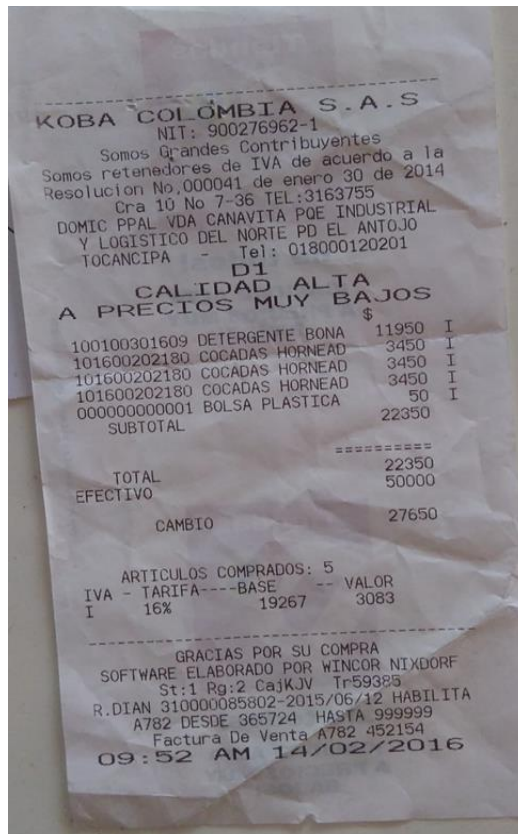 KOBA COLOMBIA S.A.S
NIT: 900276962-1
Somos Grandes Contribuyentes
Somos retenedores de IVA de acuerdo a la
Resolucion No,000041 de enero 30 de 2014
Cra 10 No 7-36 TEL:3163755
DOMIC PPAL VDA CANAVITA PQE INDUSTRIAL
Y LOGISTICO DEL NORTE PD EL ANTOJO
TOCANCIPA - Tel: 018000120201
D1
CALIDAD ALTA
A PRECIOS MUY BAJOS
$
100100301609 DETERGENTE BONA 11950 I
101600202180 COCADAS HORNEAD 3450 I
101600202180 COCADAS HORNEAD 3450 I
101600202180 COCADAS HORNEAD 3450 I
000000000001 BOLSA PLASTICA 50 I
SUBTOTAL 22350
==========
TOTAL 22350
EFECTIVO 50000
CAMBIO 27650
ARTICULOS COMPRADOS: 5
IVA - TARIFA----BASE -- VALOR
I 16% 19267 3083
GRACIAS POR SU COMPRA
SOFTWARE ELABORADO POR WINCOR NIXDORF
St:1 Rg:2 CajKJV Tr59385
R.DIAN 310000085802-2015/06/12 HABILITA
A782 DESDE 365724 HASTA 999999
Factura De Venta A782 452154
09:52 AM 14/02/2016